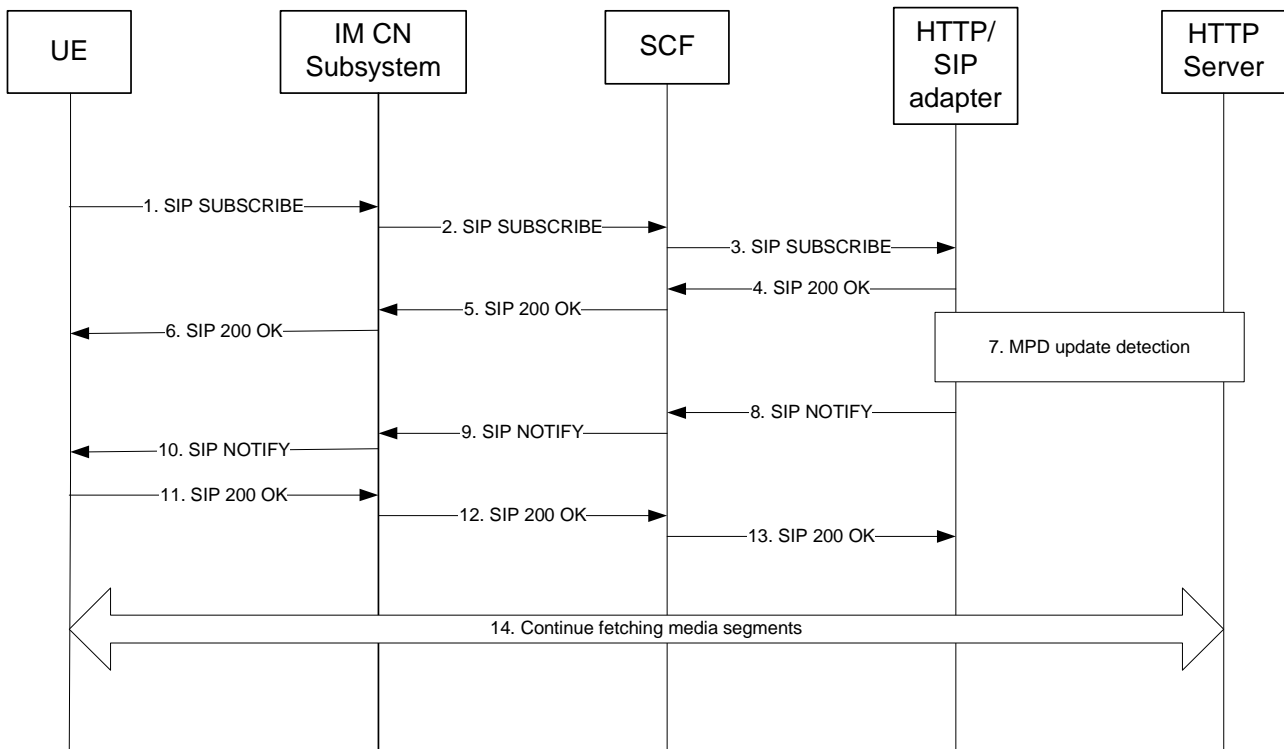 UE
IM CN
Subsystem
SCF
HTTP/
SIP
adapter
HTTP
Server
1. SIP SUBSCRIBE
2. SIP SUBSCRIBE
3. SIP SUBSCRIBE
4. SIP 200 OK
5. SIP 200 OK
6. SIP 200 OK
7. MPD update detection
8. SIP NOTIFY
9. SIP NOTIFY
10. SIP NOTIFY
11. SIP 200 OK
12. SIP 200 OK
13. SIP 200 OK
14. Continue fetching media segments